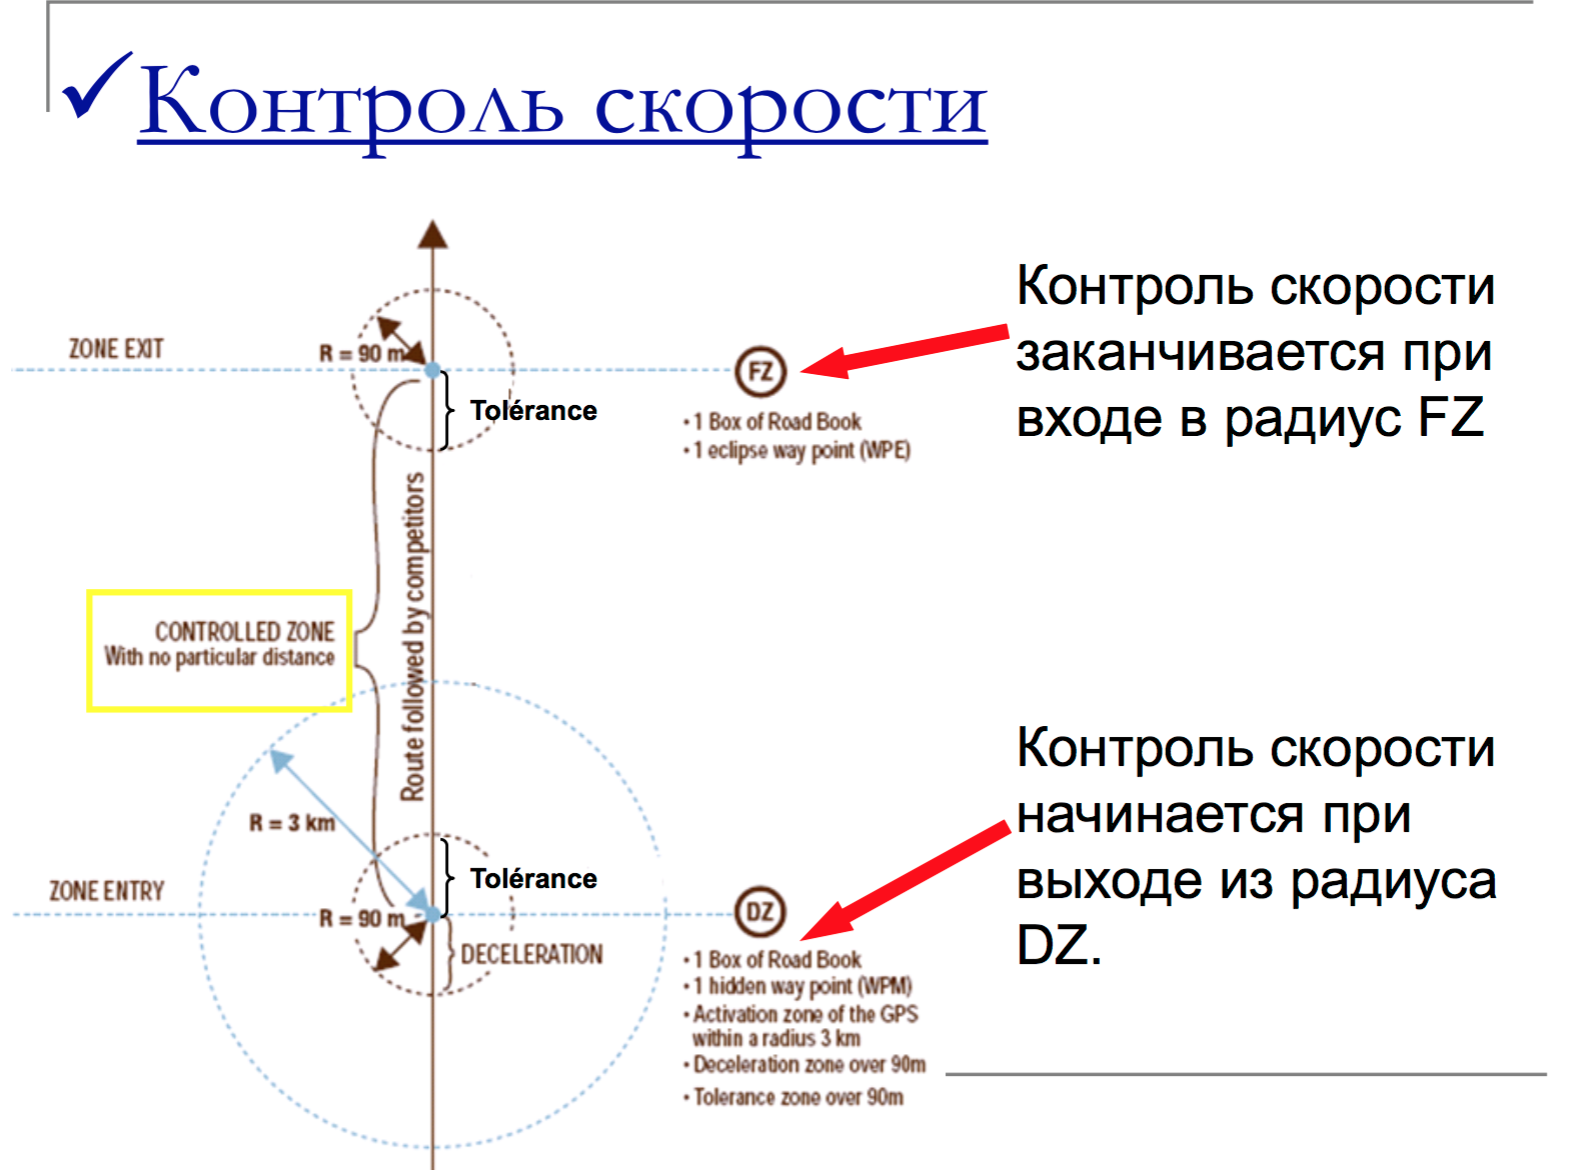 ✓Контроль скорости
ZONE EXIT
R = 90 m
Tolérance
FZ
• 1 Box of Road Book
• 1 eclipse way point (WPE)
Контроль скорости
заканчивается при
входе в радиус FZ
Route followed by competitors
CONTROLLED ZONE
With no particular distance
R = 3 km
ZONE ENTRY
R = 90 m
Tolérance
DECELERATION
DZ
• 1 Box of Road Book
• 1 hidden way point (WPM)
• Activation zone of the GPS
within a radius 3 km
• Deceleration zone over 90m
• Tolerance zone over 90m
Контроль скорости
начинается при
выходе из радиуса
DZ.